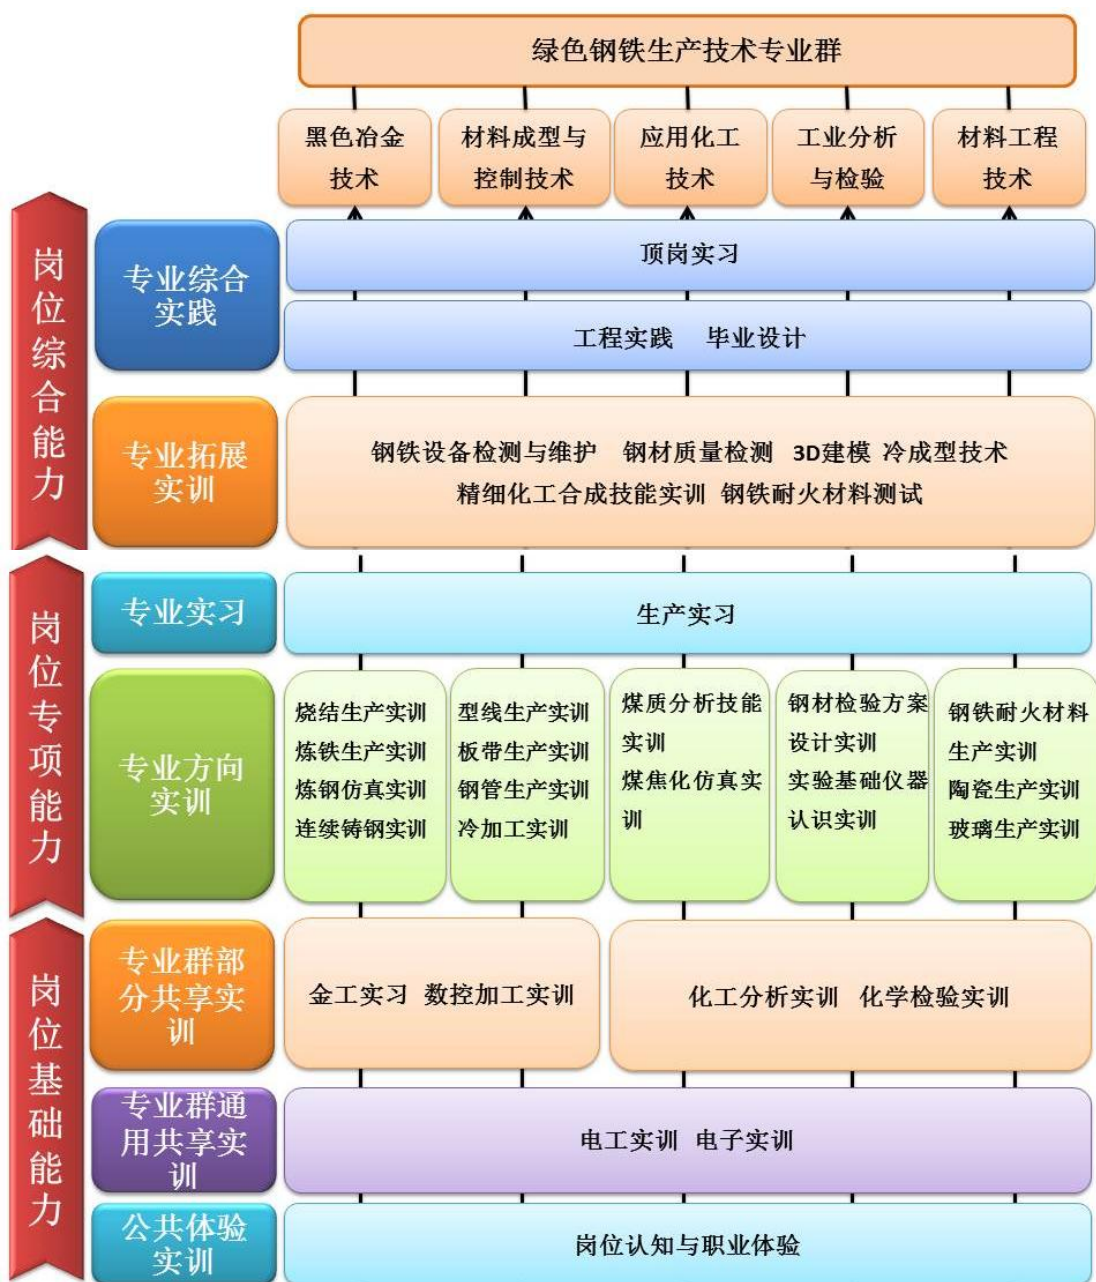 绿色钢铁生产技术专业群
黑色冶金
技术
材料成型与
控制技术
应用化工
技术
工业分析
与检验
材料工程
技术
岗位综合能力
专业综合
实践
顶岗实习
工程实践 毕业设计
专业拓展
实训
钢铁设备检测与维护 钢材质量检测 3D建模 冷成型技术
精细化工合成技能实训 钢铁耐火材料测试
岗位专项能力
专业实习
生产实习
专业方向
实训
烧结生产实训
炼铁生产实训
炼钢仿真实训
连续铸钢实训
型线生产实训
板带生产实训
钢管生产实训
冷加工实训
煤质分析技能
实训
煤焦化仿真实
训
钢材检验方案
设计实训
实验基础仪器
认识实训
钢铁耐火材料
生产实训
陶瓷生产实训
玻璃生产实训
岗位基础能力
专业群部
分共享实
训
金工实习 数控加工实训
化工分析实训 化学检验实训
专业群通
用共享实
训
电工实训 电子实训
公共体验
实训
岗位认知与职业体验